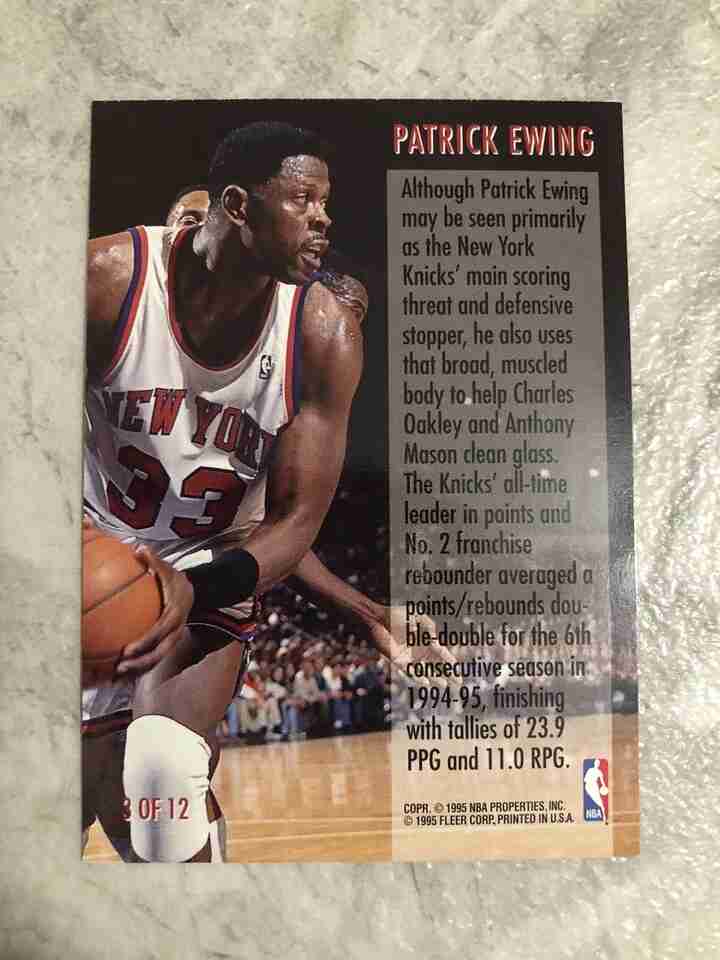 PATRICK EWING
Although Patrick Ewing
may be seen primarily
as the New York
Knicks' main scoring
threat and defensive
stopper, he also uses
that broad, muscled
body to help Charles
Oakley and Anthony
Mason clean glass.
The Knicks' all-time
leader in points and
No. 2 franchise
rebounder averaged a
points/rebounds dou-
ble-double for the 6th
consecutive season in
1994-95, finishing
with tallies of 23.9
PPG and 11.0 RPG.
NEW YORK
33
3 OF 12
COPR. © 1995 NBA PROPERTIES, INC.
© 1995 FLEER CORP. PRINTED IN U.S.A.
NBA